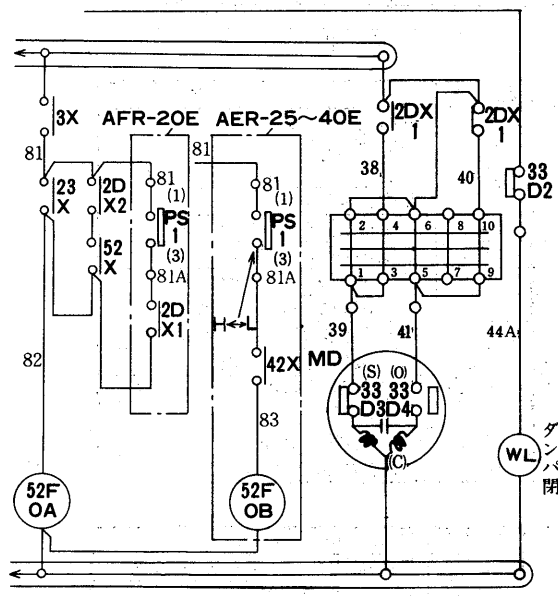 3X
AFR-20E
AER-25〜40E
2DX
1
2DX
1
81
81
81
(1)
81
(1)
38
40
33
D2
23
X
2D
X2
PS
1
PS
1
52
X
(3)
81A
(3)
81A
2
4
6
8
10
1
3
5
7
9
2D
X1
H
L
39
41
44A
82
42X
MD
(S)
(O)
33
D3
33
D4
83
(C)
WL
ダンパ閉
52F
OA
52F
OB